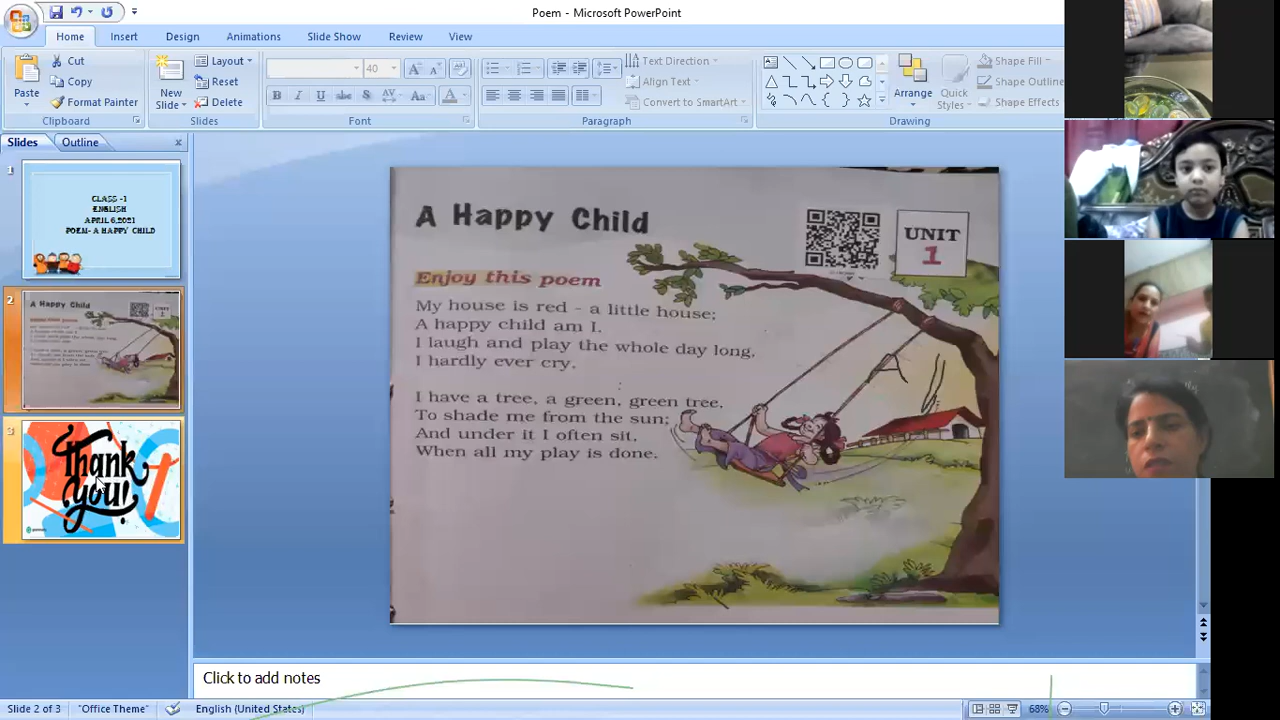 Poem - Microsoft PowerPoint
Home Insert Design Animations Slide Show Review View
Paste
Cut
Copy
Format Painter
Clipboard
New Slide
Layout
Reset
Delete
Slides
40
B I U abc S AV Aa A
Font
Text Direction
Align Text
Convert to SmartArt
Paragraph
Arrange
Quick Styles
Shape Fill
Shape Outline
Shape Effects
Drawing
Slides Outline
1
CLASS -1
ENGLISH
APRIL 6,2021
POEM- A HAPPY CHILD
2
A Happy Child
3
thank
you!
A Happy Child
UNIT
1
Enjoy this poem
My house is red - a little house;
A happy child am I.
I laugh and play the whole day long,
I hardly ever cry.
I have a tree, a green, green tree.
To shade me from the sun;
And under it I often sit.
When all my play is done.
Click to add notes
Slide 2 of 3 "Office Theme" English (United States) 68%